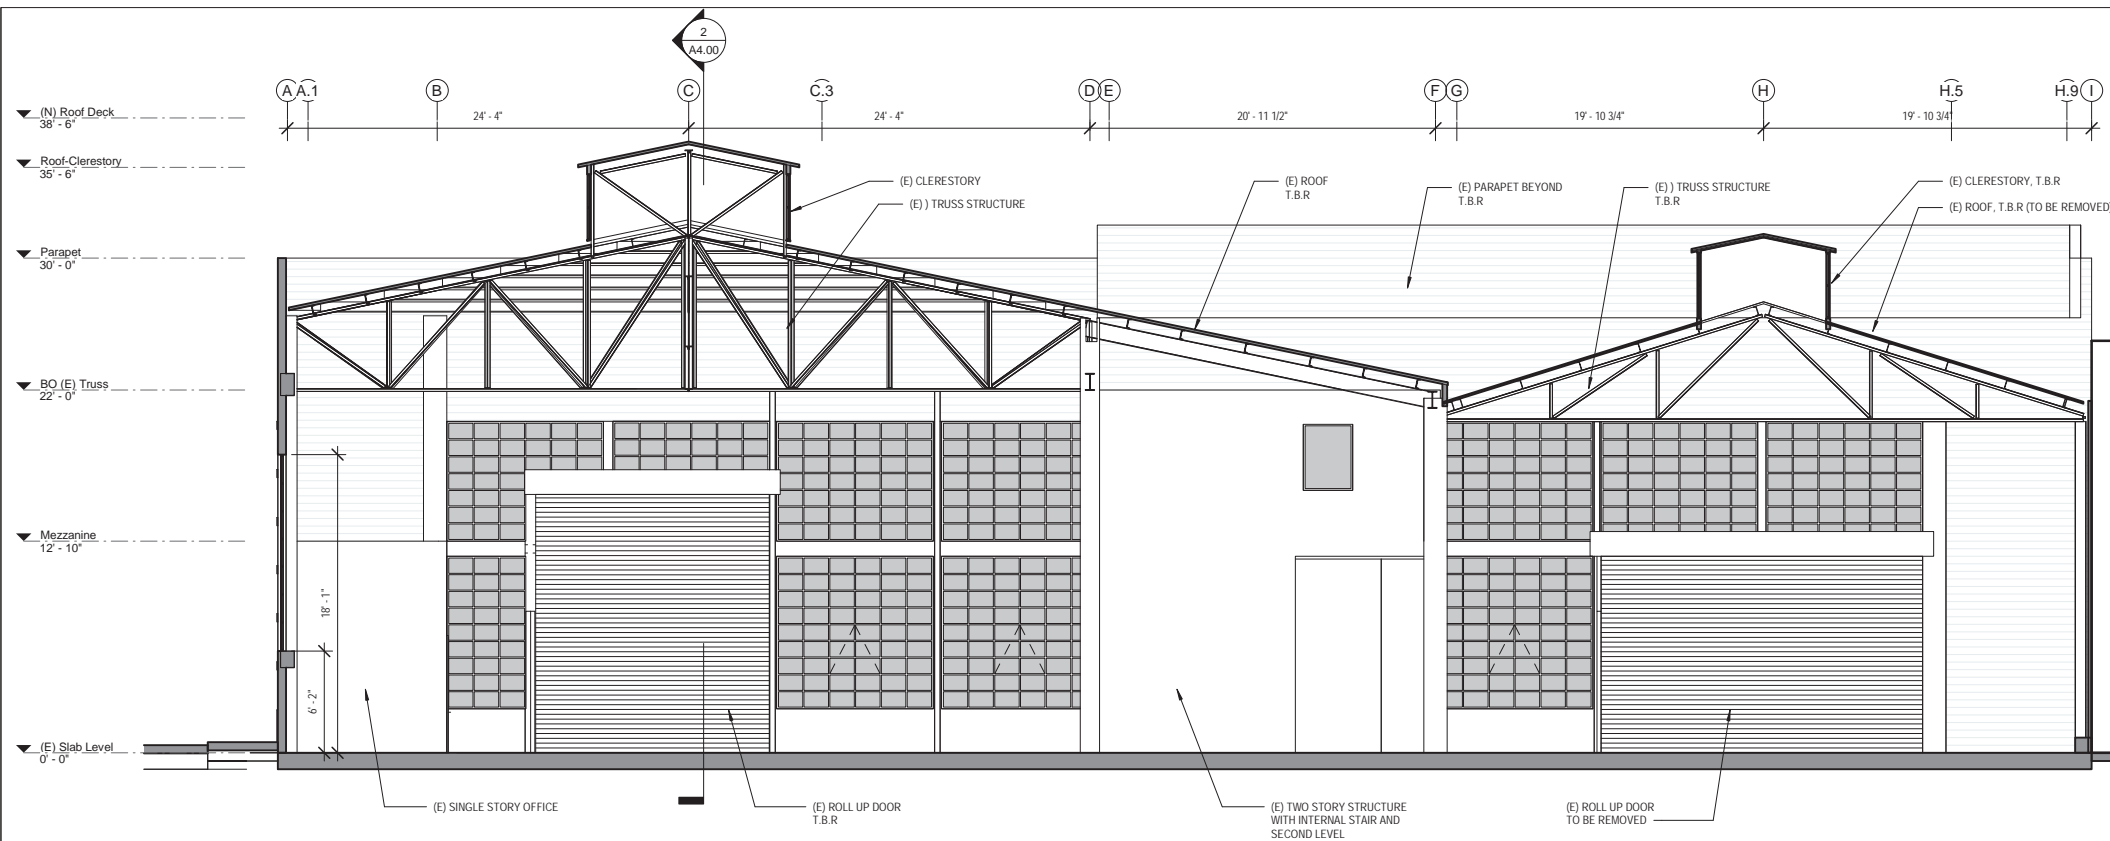 2
A4.00
A A.1 B C C.3 D E F G H H.5 H.9 I
(N) Roof Deck
38' - 6"
24' - 4" 24' - 4" 20' - 11 1/2" 19' - 10 3/4" 19' - 10 3/4"
Roof-Clerestory
35' - 6"
(E) CLERESTORY
(E) ) TRUSS STRUCTURE
(E) ROOF
T.B.R
(E) PARAPET BEYOND
T.B.R
(E) ) TRUSS STRUCTURE
T.B.R
(E) CLERESTORY, T.B.R
(E) ROOF, T.B.R (TO BE REMOVED)
Parapet
30' - 0"
BO (E) Truss
22' - 0"
Mezzanine
12' - 10"
18' - 1"
6' - 2"
(E) Slab Level
0' - 0"
(E) SINGLE STORY OFFICE
(E) ROLL UP DOOR
T.B.R
(E) TWO STORY STRUCTURE
WITH INTERNAL STAIR AND
SECOND LEVEL
(E) ROLL UP DOOR
TO BE REMOVED